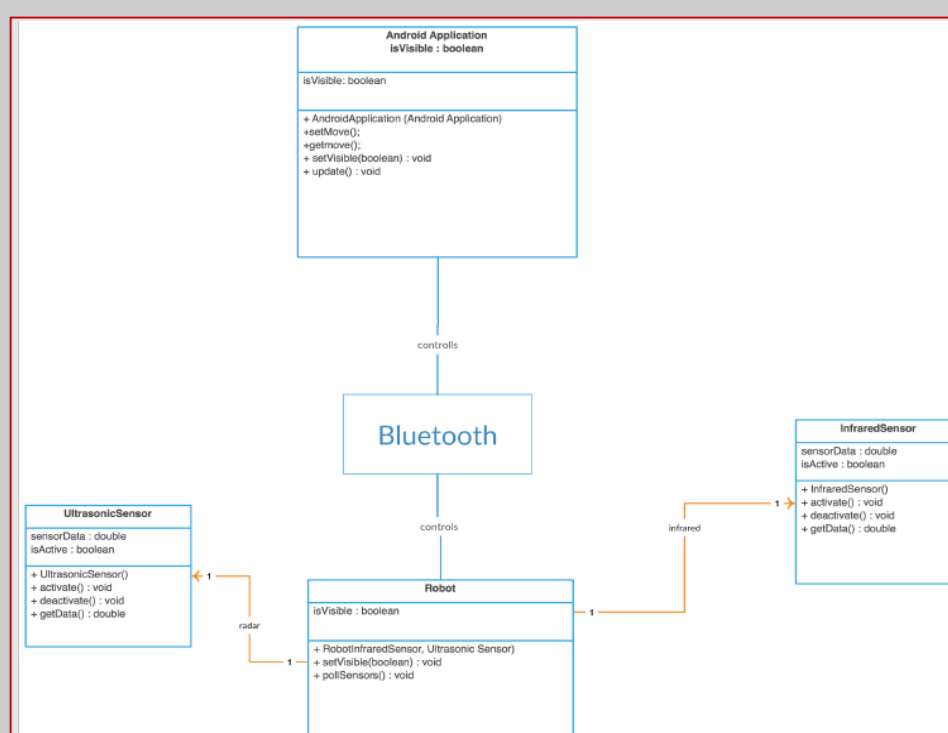 Android Application
isVisible : boolean
isVisible: boolean
+ AndroidApplication (Android Application)
+setMove();
+getmove();
+ setVisible(boolean) : void
+ update() : void
controlls
Bluetooth
controls
InfraredSensor
sensorData : double
isActive : boolean
+ InfraredSensor()
+ activate() : void
+ deactivate() : void
+ getData() : double
1
infrared
1
UltrasonicSensor
sensorData : double
isActive : boolean
+ UltrasonicSensor()
+ activate() : void
+ deactivate() : void
+ getData() : double
1
radar
1
Robot
isVisible : boolean
+ RobotInfraredSensor, Ultrasonic Sensor)
+ setVisible(boolean) : void
+ pollSensors() : void